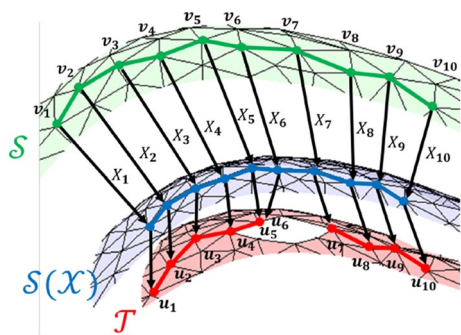 v₁ v₂ v₃ v₄ v₅ v₆ v₇ v₈ v₉ v₁₀
S
X₁ X₂ X₃ X₄ X₅ X₆ X₇ X₈ X₉ X₁₀
S(X)
u₁ u₂ u₃ u₄ u₅ u₆ u₇ u₈ u₉ u₁₀
T